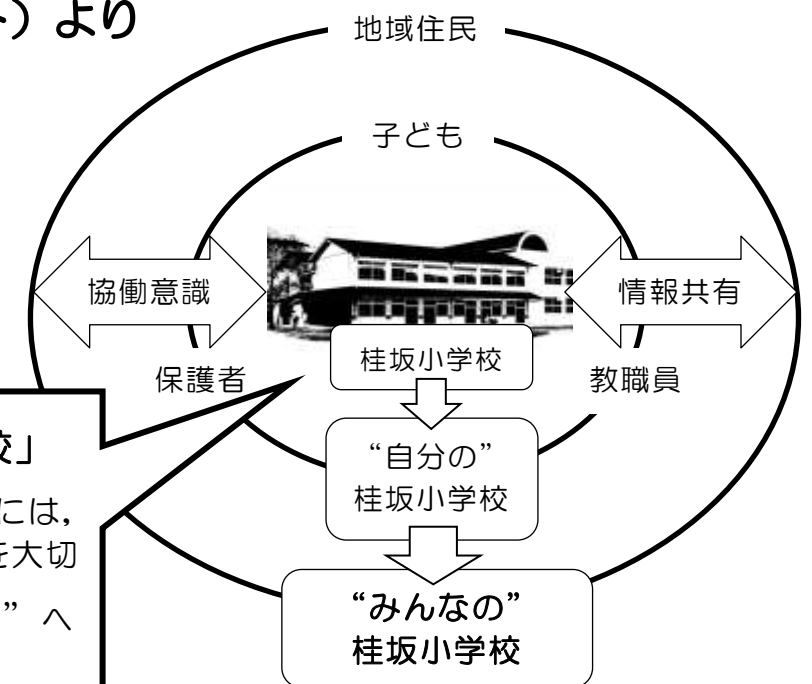 ト）より
地域住民
子ども
協働意識
情報共有
桂坂小学校
保護者
教職員
校」
には，
を大切
”へ
“自分の”
桂坂小学校
“みんなの”
桂坂小学校